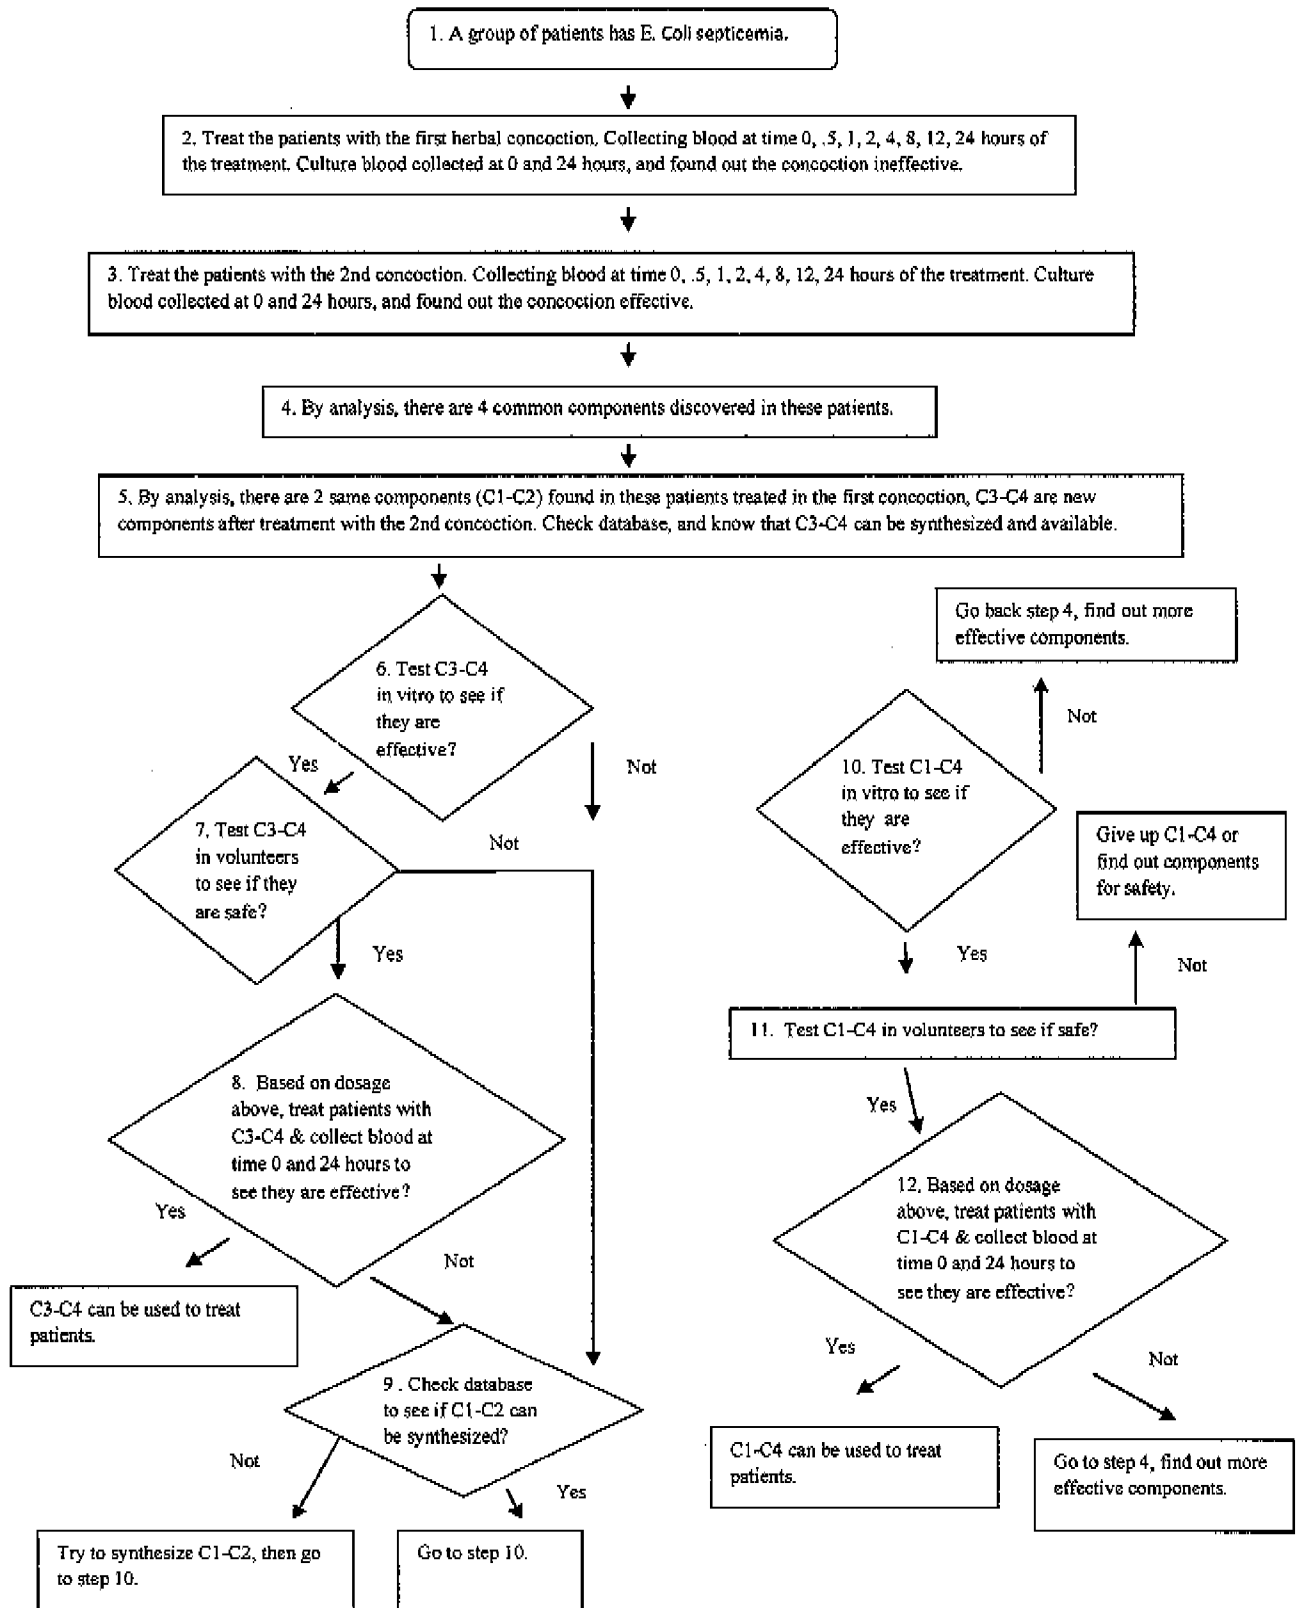 1. A group of patients has E. Coli septicemia.
2. Treat the patients with the first herbal concoction. Collecting blood at time 0, .5, 1, 2, 4, 8, 12, 24 hours of
the treatment. Culture blood collected at 0 and 24 hours, and found out the concoction ineffective.
3. Treat the patients with the 2nd concoction. Collecting blood at time 0, .5, 1, 2, 4, 8, 12, 24 hours of the treatment. Culture
blood collected at 0 and 24 hours, and found out the concoction effective.
4. By analysis, there are 4 common components discovered in these patients.
5. By analysis, there are 2 same components (C1-C2) found in these patients treated in the first concoction, C3-C4 are new
components after treatment with the 2nd concoction. Check database, and know that C3-C4 can be synthesized and available.
6. Test C3-C4
in vitro to see if
they are
effective?
Yes
Not
7. Test C3-C4
in volunteers
to see if they
are safe?
Not
Yes
8. Based on dosage
above, treat patients with
C3-C4 & collect blood at
time 0 and 24 hours to
see they are effective?
Yes
Not
C3-C4 can be used to treat
patients.
9 . Check database
to see if C1-C2 can
be synthesized?
Not
Yes
Try to synthesize C1-C2, then go
to step 10.
Go to step 10.
Go back step 4, find out more
effective components.
Not
10. Test C1-C4
in vitro to see if
they are
effective?
Give up C1-C4 or
find out components
for safety.
Yes
Not
11. Test C1-C4 in volunteers to see if safe?
Yes
12. Based on dosage
above, treat patients with
C1-C4 & collect blood at
time 0 and 24 hours to
see they are effective?
Yes
Not
C1-C4 can be used to treat
patients.
Go to step 4, find out more
effective components.